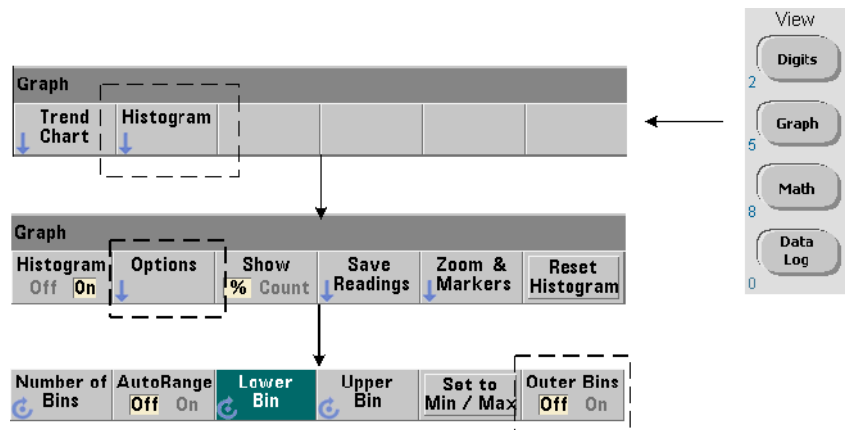 View
Digits
2
Graph
5
Math
8
Data
Log
0
Graph
Trend
Chart
Histogram
Graph
Histogram
Off On
Options
Show
% Count
Save
Readings
Zoom &
Markers
Reset
Histogram
Number of
Bins
AutoRange
Off On
Lower
Bin
Upper
Bin
Set to
Min / Max
Outer Bins
Off On